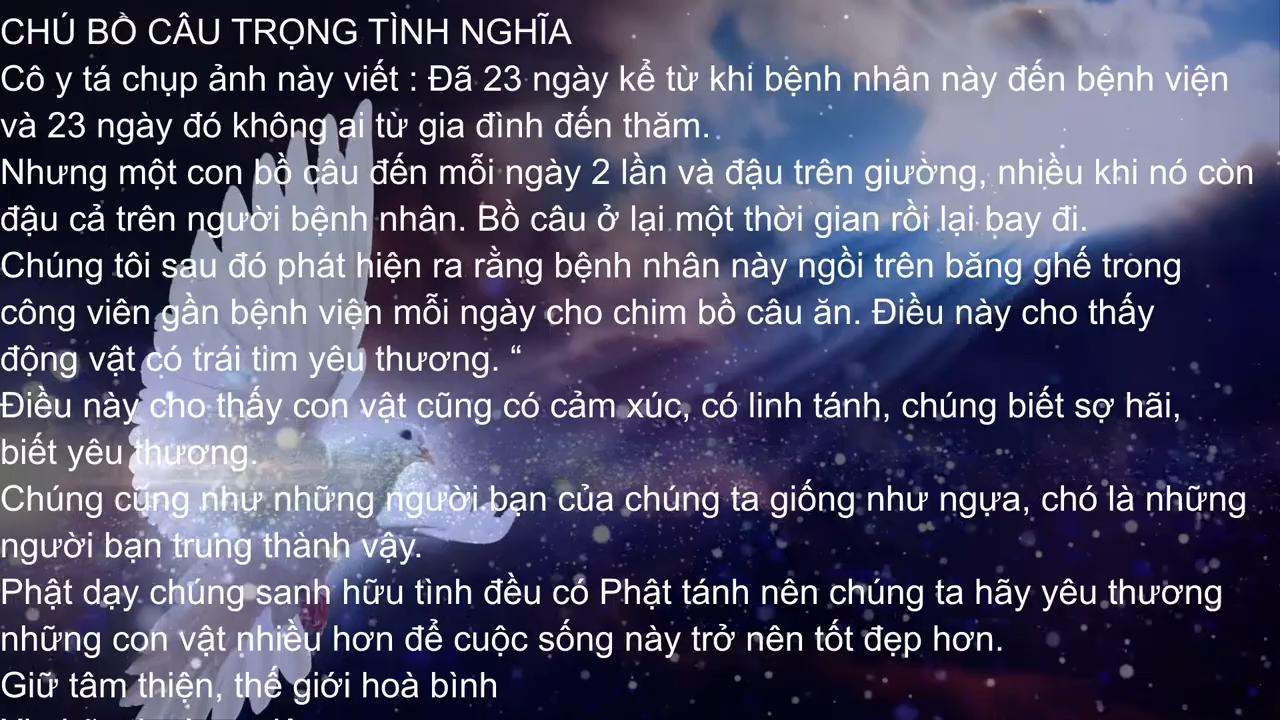 CHÚ BỒ CÂU TRỌNG TÌNH NGHĨA
Cô y tá chụp ảnh này viết : Đã 23 ngày kể từ khi bệnh nhân này đến bệnh viện
và 23 ngày đó không ai từ gia đình đến thăm.
Nhưng một con bồ câu đến mỗi ngày 2 lần và đậu trên giường, nhiều khi nó còn
đậu cả trên người bệnh nhân. Bồ câu ở lại một thời gian rồi lại bay đi.
Chúng tôi sau đó phát hiện ra rằng bệnh nhân này ngồi trên băng ghế trong
công viên gần bệnh viện mỗi ngày cho chim bồ câu ăn. Điều này cho thấy
động vật có trái tim yêu thương. “
Điều này cho thấy con vật cũng có cảm xúc, có linh tánh, chúng biết sợ hãi,
biết yêu thương.
Chúng cũng như những người bạn của chúng ta giống như ngựa, chó là những
người bạn trung thành vậy.
Phật dạy chúng sanh hữu tình đều có Phật tánh nên chúng ta hãy yêu thương
những con vật nhiều hơn để cuộc sống này trở nên tốt đẹp hơn.
Giữ tâm thiện, thế giới hoà bình